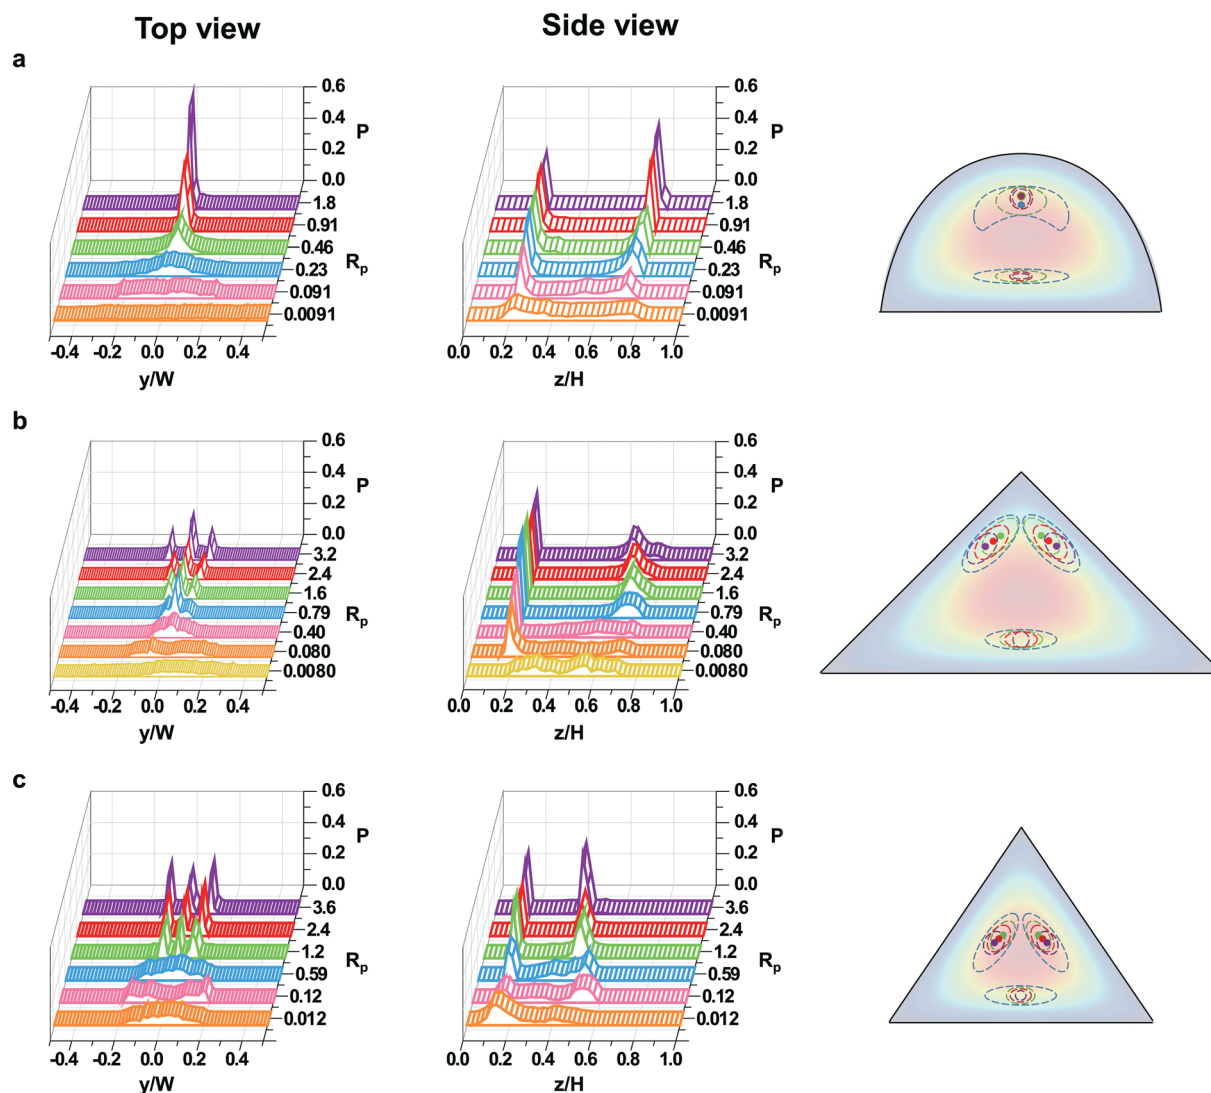 Top view
Side view
a
0.6
0.4
P
0.2
0.0
1.8
0.91
0.46
0.23
Rp
0.091
0.0091
-0.4 -0.2 0.0 0.2 0.4
y/W
0.6
0.4
P
0.2
0.0
1.8
0.91
0.46
0.23
Rp
0.091
0.0091
0.0 0.2 0.4 0.6 0.8 1.0
z/H
b
0.6
0.4
P
0.2
0.0
3.2
2.4
1.6
0.79
Rp
0.40
0.080
0.0080
-0.4 -0.2 0.0 0.2 0.4
y/W
0.6
0.4
P
0.2
0.0
3.2
2.4
1.6
0.79
Rp
0.40
0.080
0.0080
0.0 0.2 0.4 0.6 0.8 1.0
z/H
c
0.6
0.4
P
0.2
0.0
3.6
2.4
1.2
0.59
Rp
0.12
0.012
-0.4 -0.2 0.0 0.2 0.4
y/W
0.6
0.4
P
0.2
0.0
3.6
2.4
1.2
0.59
Rp
0.12
0.012
0.0 0.2 0.4 0.6 0.8 1.0
z/H